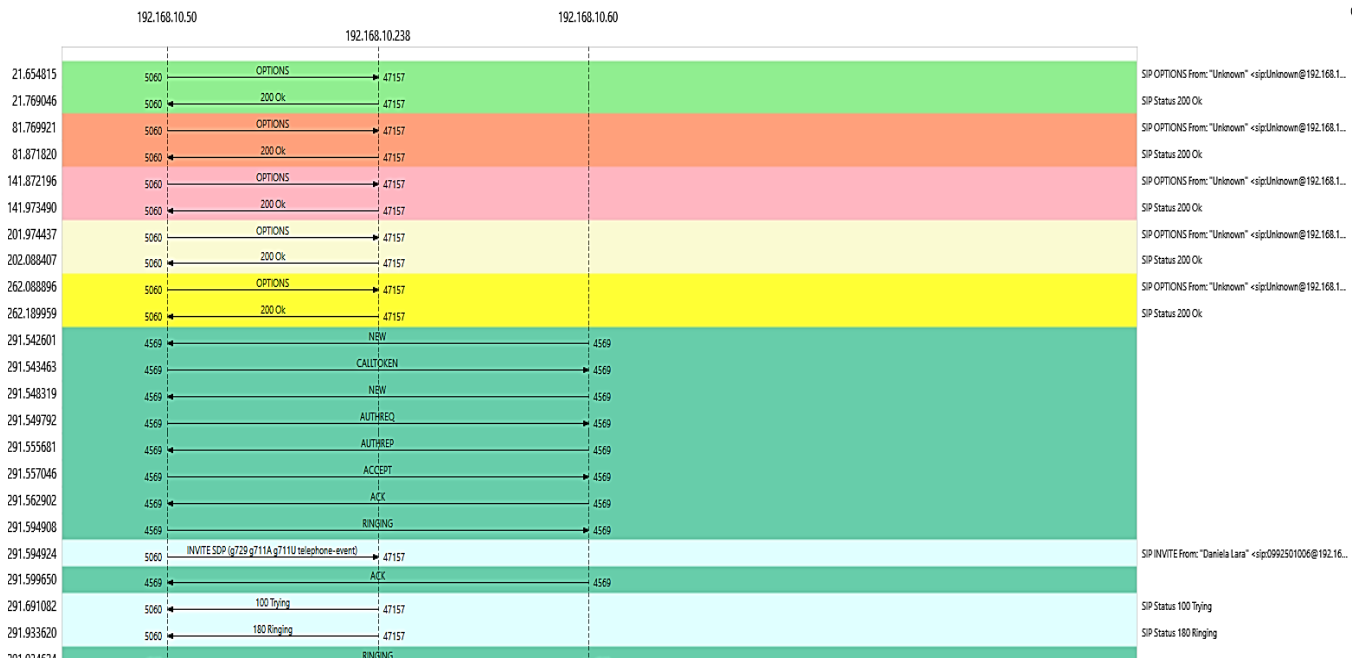 192.168.10.50 192.168.10.60
192.168.10.238
21.654815 5060 OPTIONS 47157 SIP OPTIONS From: "Unknown" <sip:Unknown@192.168.1...
21.769046 5060 200 Ok 47157 SIP Status 200 Ok
81.769921 5060 OPTIONS 47157 SIP OPTIONS From: "Unknown" <sip:Unknown@192.168.1...
81.871820 5060 200 Ok 47157 SIP Status 200 Ok
141.872196 5060 OPTIONS 47157 SIP OPTIONS From: "Unknown" <sip:Unknown@192.168.1...
141.973490 5060 200 Ok 47157 SIP Status 200 Ok
201.974437 5060 OPTIONS 47157 SIP OPTIONS From: "Unknown" <sip:Unknown@192.168.1...
202.088407 5060 200 Ok 47157 SIP Status 200 Ok
262.088896 5060 OPTIONS 47157 SIP OPTIONS From: "Unknown" <sip:Unknown@192.168.1...
262.189959 5060 200 Ok 47157 SIP Status 200 Ok
291.542601 4569 NEW 4569
291.543463 4569 CALLTOKEN 4569
291.548319 4569 NEW 4569
291.549792 4569 AUTHREQ 4569
291.555681 4569 AUTHREP 4569
291.557046 4569 ACCEPT 4569
291.562902 4569 ACK 4569
291.594908 4569 RINGING 4569
291.594924 5060 INVITE SDP (g729 g711A g711U telephone-event) 47157 SIP INVITE From: "Daniela Lara" <sip:0992501006@192.16...
291.599650 4569 ACK 4569
291.691082 5060 100 Trying 47157 SIP Status 100 Trying
291.933620 5060 180 Ringing 47157 SIP Status 180 Ringing
RINGING